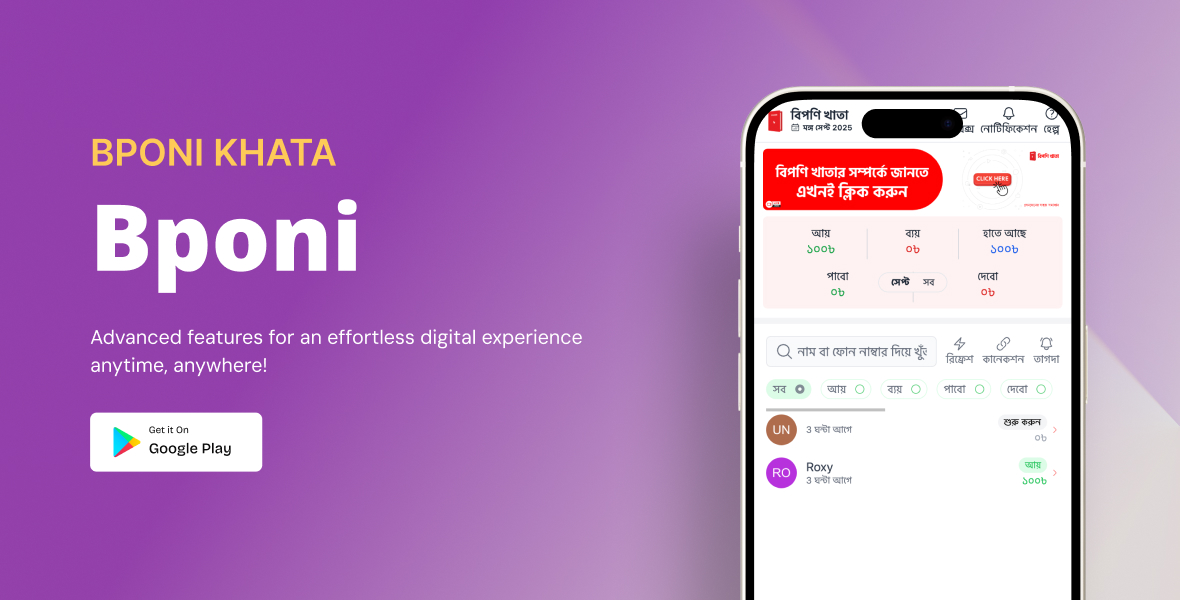 BPONI KHATA
Bponi
Advanced features for an effortless digital experience
anytime, anywhere!
Get it On
Google Play
বিপণি খাতা
মঙ্গ সেপ্ট 2025
নোটিফিকেশন
হেল্প
বিপণি খাতার সম্পর্কে জানতে
এখনই ক্লিক করুন
বিপণি খাতা
CLICK HERE
আয়
ব্যয়
হাতে আছে
১০০৳
০৳
১০০৳
পাবো
সেপ্ট
সব
দেবো
০৳
০৳
নাম বা ফোন নাম্বার দিয়ে
রিফ্রেশ
কানেকশন
তাগদা
সব
আয়
ব্যয়
পাবো
দেবো
UN
3 ঘন্টা আগে
শুরু করুন
০৳
RO
Roxy
3 ঘন্টা আগে
আয়
১০০৳